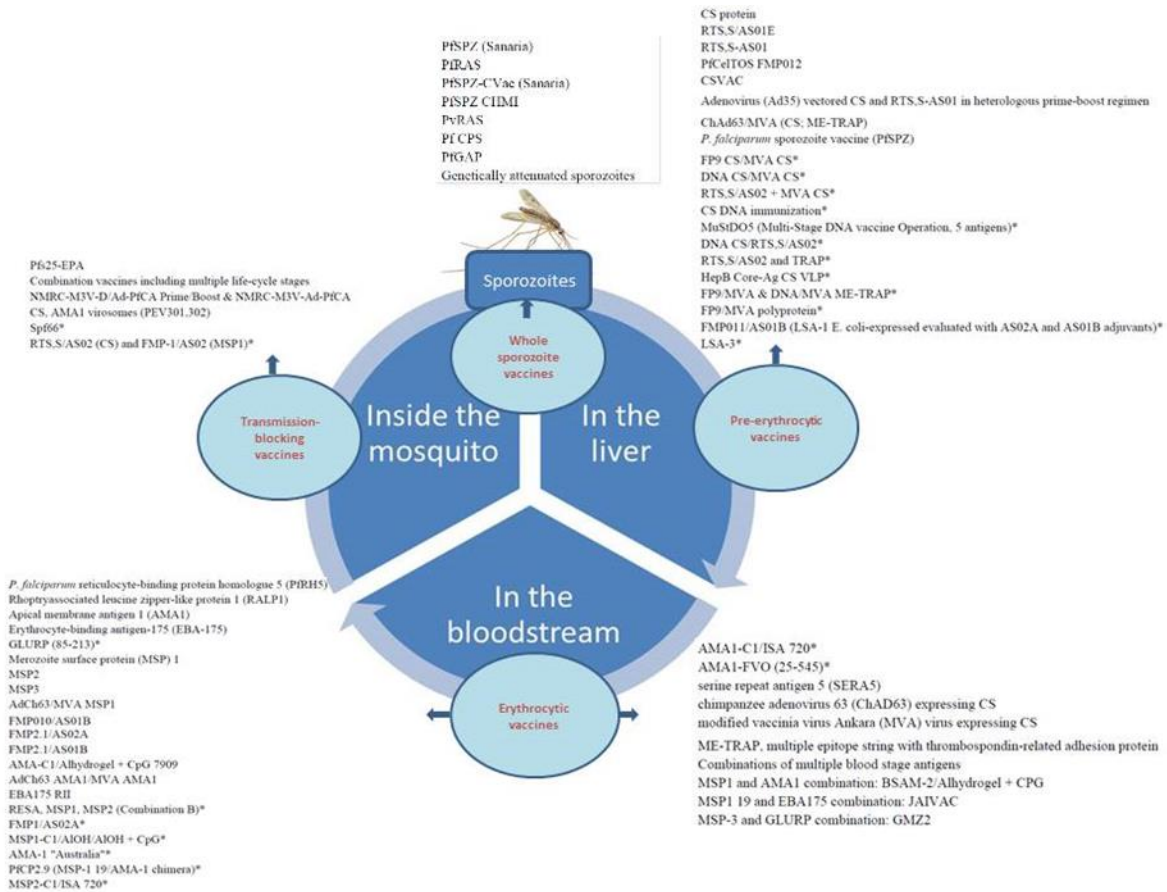 PfSPZ (Sanaria)
PfRAS
PfSPZ-CVac (Sanaria)
PfSPZ CHMI
PvRAS
Pf CPS
PfGAP
Genetically attenuated sporozoites
CS protein
RTS,S/AS01E
RTS,S-AS01
PfCelTOS FMP012
CSVAC
Adenovirus (Ad35) vectored CS and RTS,S-AS01 in heterologous prime-boost regimen
ChAd63/MVA (CS; ME-TRAP)
P. falciparum sporozoite vaccine (PfSPZ)
FP9 CS/MVA CS*
DNA CS/MVA CS*
RTS,S/AS02 + MVA CS*
CS DNA immunization*
MuStDO5 (Multi-Stage DNA vaccine Operation, 5 antigens)*
DNA CS/RTS,S/AS02*
RTS,S/AS02 and TRAP*
HepB Core-Ag CS VLP*
FP9/MVA & DNA/MVA ME-TRAP*
FP9/MVA polyprotein*
FMP011/AS01B (LSA-1 E. coli-expressed evaluated with AS02A and AS01B adjuvants)*
LSA-3*
Pfs25-EPA
Combination vaccines including multiple life-cycle stages
NMRC-M3V-D/Ad-PfCA Prime/Boost & NMRC-M3V-Ad-PfCA
CS, AMA1 virosomes (PEV301,302)
Spf66*
RTS,S/AS02 (CS) and FMP-1/AS02 (MSP1)*
Sporozoites
Whole
sporozoite
vaccines
Transmission-
blocking
vaccines
Inside the
mosquito
In the
liver
Pre-erythrocytic
vaccines
In the
bloodstream
Erythrocytic
vaccines
P. falciparum reticulocyte-binding protein homologue 5 (PfRH5)
Rhoptryassociated leucine zipper-like protein 1 (RALP1)
Apical membrane antigen 1 (AMA1)
Erythrocyte-binding antigen-175 (EBA-175)
GLURP (85-213)*
Merozoite surface protein (MSP) 1
MSP2
MSP3
AdCh63/MVA MSP1
FMP010/AS01B
FMP2.1/AS02A
FMP2.1/AS01B
AMA-C1/Alhydrogel + CpG 7909
AdCh63 AMA1/MVA AMA1
EBA175 RII
RESA, MSP1, MSP2 (Combination B)*
FMP1/AS02A*
MSP1-C1/AlOH/AlOH + CpG*
AMA-1 "Australia"*
PfCP2.9 (MSP-1 19/AMA-1 chimera)*
MSP2-C1/ISA 720*
AMA1-C1/ISA 720*
AMA1-FVO (25-545)*
serine repeat antigen 5 (SERA5)
chimpanzee adenovirus 63 (ChAD63) expressing CS
modified vaccinia virus Ankara (MVA) virus expressing CS
ME-TRAP, multiple epitope string with thrombospondin-related adhesion protein
Combinations of multiple blood stage antigens
MSP1 and AMA1 combination: BSAM-2/Alhydrogel + CPG
MSP1 19 and EBA175 combination: JAIVAC
MSP-3 and GLURP combination: GMZ2